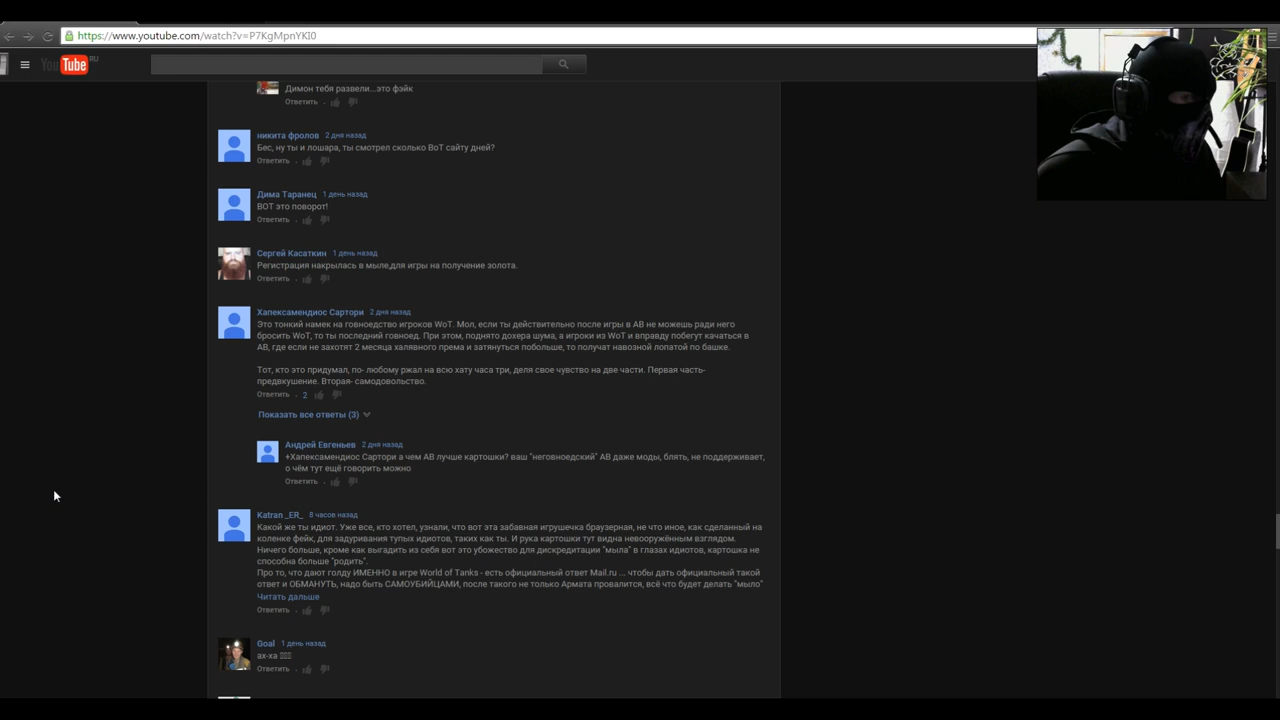 https://www.youtube.com/watch?v=P7KgMpnYKI0
YouTube RU
Димон тебя развели...это фэйк
Ответить
никита фролов 2 дня назад
Бес, ну ты и лошара, ты смотрел сколько ВоТ сайту дней?
Ответить
Дима Таранец 1 день назад
ВОТ это поворот!
Ответить
Сергей Касаткин 1 день назад
Регистрация накрылась в мыле,для игры на получение золота.
Ответить
Хапексамендиос Сартори 2 дня назад
Это тонкий намек на говноедство игроков WoT. Мол, если ты действительно после игры в АВ не можешь ради него
бросить WoT, то ты последний говноед. При этом, поднято дохера шума, а игроки из WoT и вправду побегут качаться в
АВ, где если не захотят 2 месяца халявного према и затянуться побольше, то получат навозной лопатой по башке.
Тот, кто это придумал, по- любому ржал на всю хату часа три, деля свое чувство на две части. Первая часть-
предвкушение. Вторая- самодовольство.
Ответить 2
Показать все ответы (3)
Андрей Евгеньев 2 дня назад
+Хапексамендиос Сартори а чем АВ лучше картошки? ваш "неговноедский" АВ даже моды, блять, не поддерживает,
о чём тут ещё говорить можно
Ответить
Katran _ER_ 8 часов назад
Какой же ты идиот. Уже все, кто хотел, узнали, что вот эта забавная игрушечка браузерная, не что иное, как сделанный на
коленке фейк, для задуривания тупых идиотов, таких как ты. И рука картошки тут видна невооружённым взглядом.
Ничего больше, кроме как выгадить из себя вот это убожество для дискредитации "мыла" в глазах идиотов, картошка не
способна больше "родить".
Про то, что дают голду ИМЕННО в игре World of Tanks - есть официальный ответ Mail.ru ... чтобы дать официальный такой
ответ и ОБМАНУТЬ, надо быть САМОУБИЙЦАМИ, после такого не только Армата провалится, всё что будет делать "мыло"
Читать дальше
Ответить
Goal 1 день назад
ах-ха
Ответить